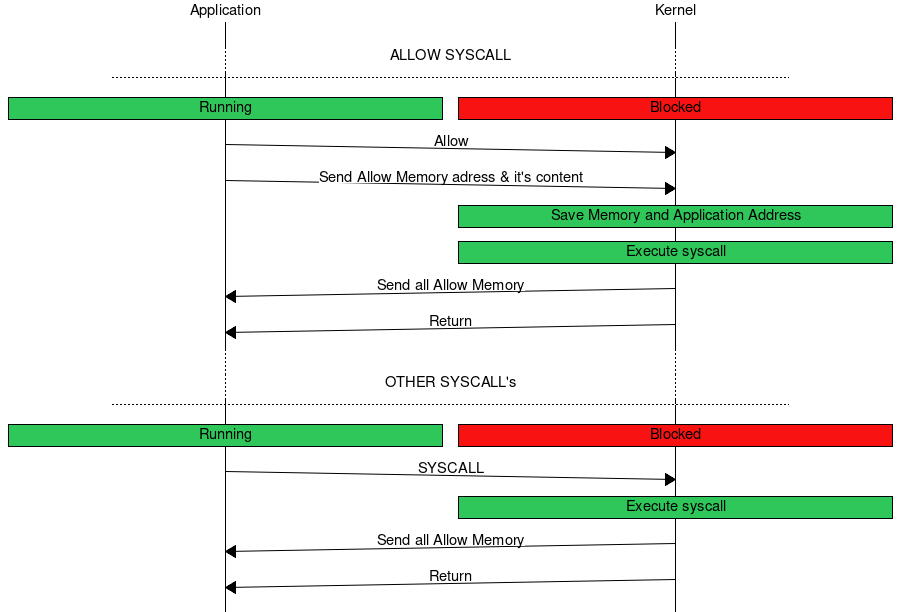 Application
Kernel
ALLOW SYSCALL
Running
Blocked
Allow
Send Allow Memory adress & it's content
Save Memory and Application Address
Execute syscall
Send all Allow Memory
Return
OTHER SYSCALL's
Running
Blocked
SYSCALL
Execute syscall
Send all Allow Memory
Return